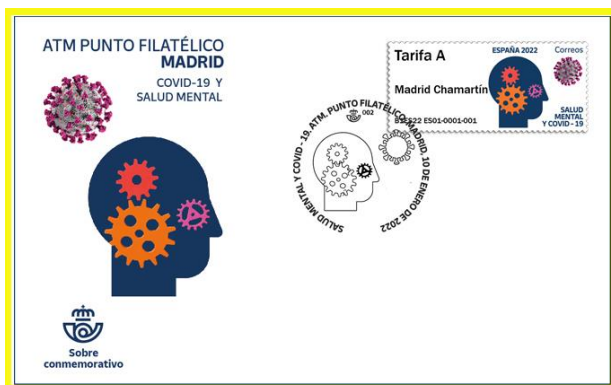 ATM PUNTO FILATÉLICO
MADRID
COVID-19 Y
SALUD MENTAL
Tarifa A
ESPAÑA 2022
Correos
Madrid Chamartín
ES01-0001-001
SALUD
MENTAL
Y COVID - 19
002
SALUD MENTAL Y COVID - 19. ATM. PUNTO FILATÉLICO. MADRID, 10 DE ENERO DE 2022
Sobre
conmemorativo